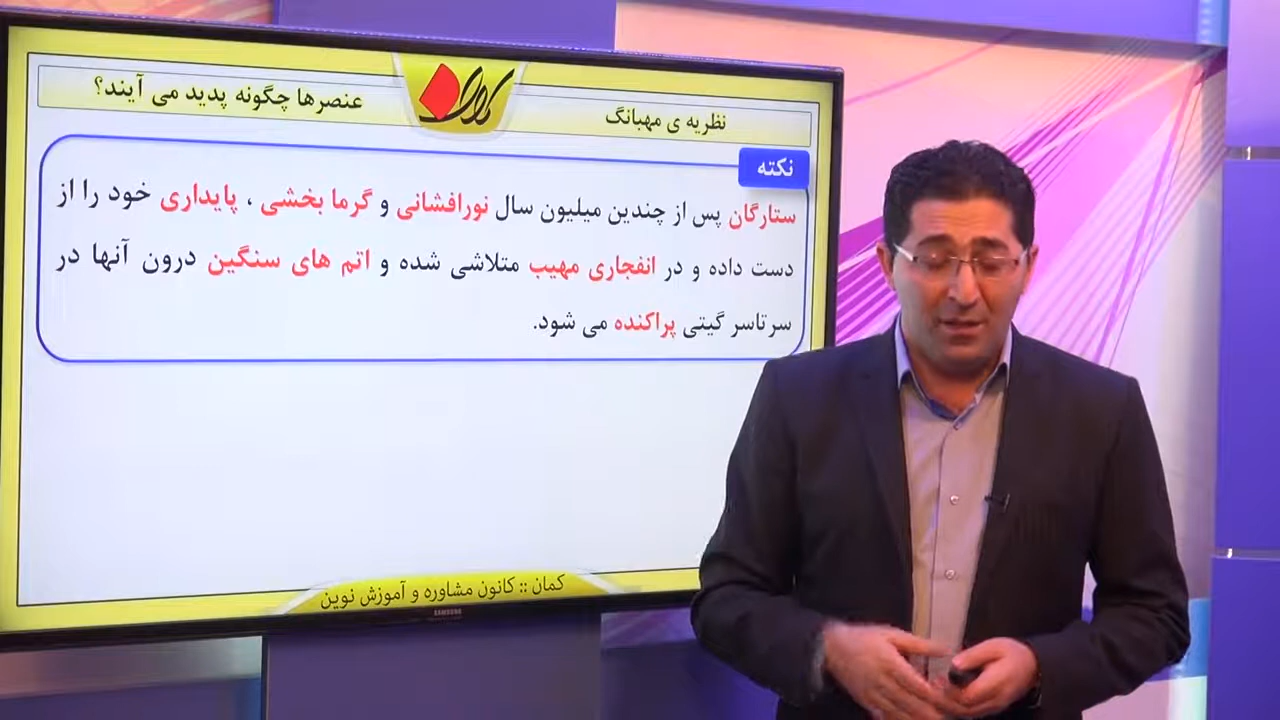 نظریه ی مهبانگ
کمان
عنصرها چگونه پدید می آیند؟
نکته
ستارگان پس از چندین میلیون سال نورافشانی و گرما بخشی ، پایداری خود را از
دست داده و در انفجاری مهیب متلاشی شده و اتم های سنگین درون آنها در
سرتاسر گیتی پراکنده می شود.
کمان :: کانون مشاوره و آموزش نوین
SAMSUNG